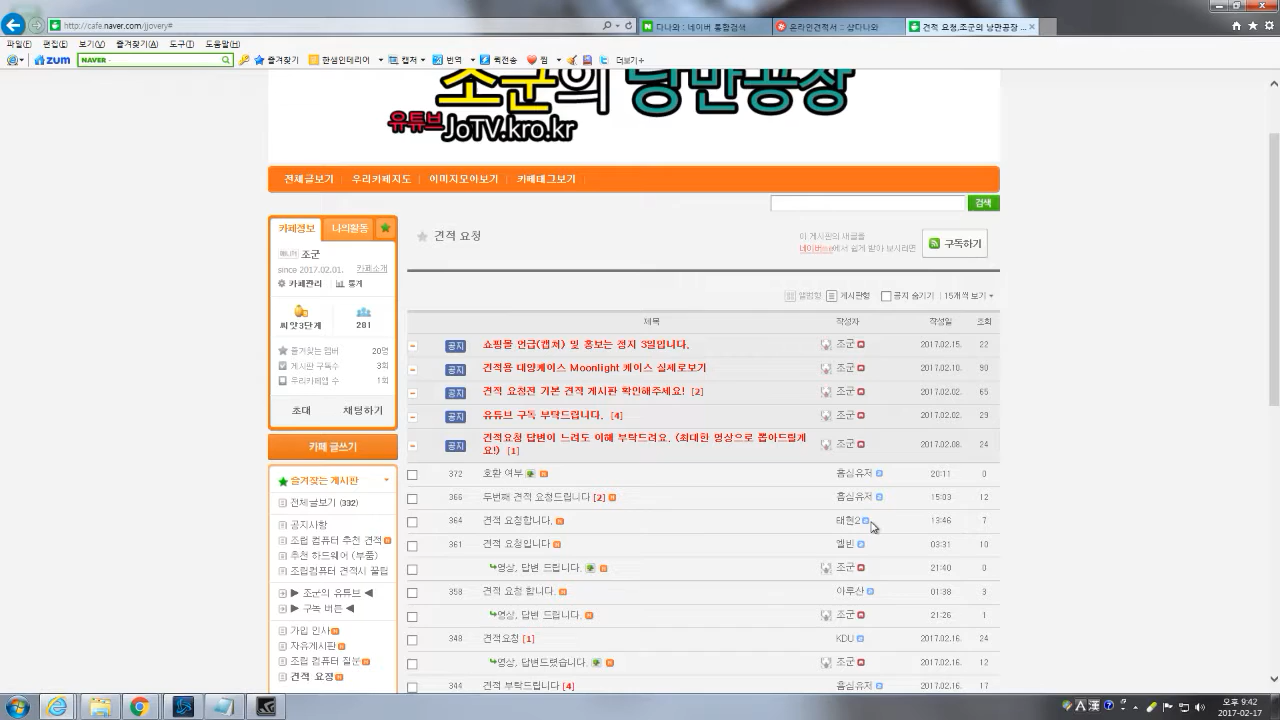 http://cafe.naver.com/jjovery#
다나와 : 네이버 통합검색
온라인견적서 :: 샵다나와
견적 요청,조군의 낭만공장 ...
파일(F) 편집(E) 보기(V) 즐겨찾기(A) 도구(T) 도움말(H)
zum NAVER 즐겨찾기 한샘인테리어 캡처 번역 퀵전송 찜 더보기+
조군의 낭만공장
유튜브 JoTV.kro.kr
전체글보기 우리카페지도 이미지모아보기 카페태그보기
검색
카페정보 나의활동
조군
since 2017.02.01. 카페소개
카페관리 통계
씨앗3단계 281
즐겨찾는 멤버 20명
게시판 구독수 3회
우리카페앱 수 1회
초대 채팅하기
카페 글쓰기
즐겨찾는 게시판
전체글보기 (332)
공지사항
조립 컴퓨터 추천 견적
추천 하드웨어 (부품)
조립컴퓨터 견적시 꿀팁
▶ 조군의 유튜브 ◀
▶ 구독 버튼 ◀
가입 인사
자유게시판
조립 컴퓨터 질문
견적 요청
견적 요청
이 게시판의 새글을
네이버me에서 쉽게 받아 보시려면
구독하기
앨범형 게시판형 공지 숨기기 15개씩 보기
제목 작성자 작성일 조회
공지 쇼핑몰 언급(캡쳐) 및 홍보는 정지 3일입니다. 조군 2017.02.15. 22
공지 견적용 대양케이스 Moonlight 케이스 실제로보기 조군 2017.02.02. 90
공지 견적 요청전 기본 견적 게시판 확인해주세요! [2] 조군 2017.02.02. 65
공지 유튜브 구독 부탁드립니다. [4] 조군 2017.02.02. 29
공지 견적요청 답변이 느려도 이해 부탁드려요. (최대한 영상으로 뽑아드릴게
요!) [1] 조군 2017.02.08. 24
372 호환 여부 흡심유저 20:11 0
366 두번째 견적 요청드립니다 [2] 흡심유저 15:03 12
364 견적 요청합니다. 태현2 13:46 7
361 견적 요청입니다 엘빈 03:31 10
영상, 답변 드립니다. 조군 21:40 0
358 견적 요청 합니다. 아루산 01:38 3
영상, 답변 드립니다. 조군 21:26 1
348 견적요청 [1] KDU 2017.02.16. 24
영상, 답변드렸습니다. 조군 2017.02.16. 12
344 견적 부탁드립니다 [4] 흡심유저 2017.02.16. 17
오후 9:42
2017-02-17